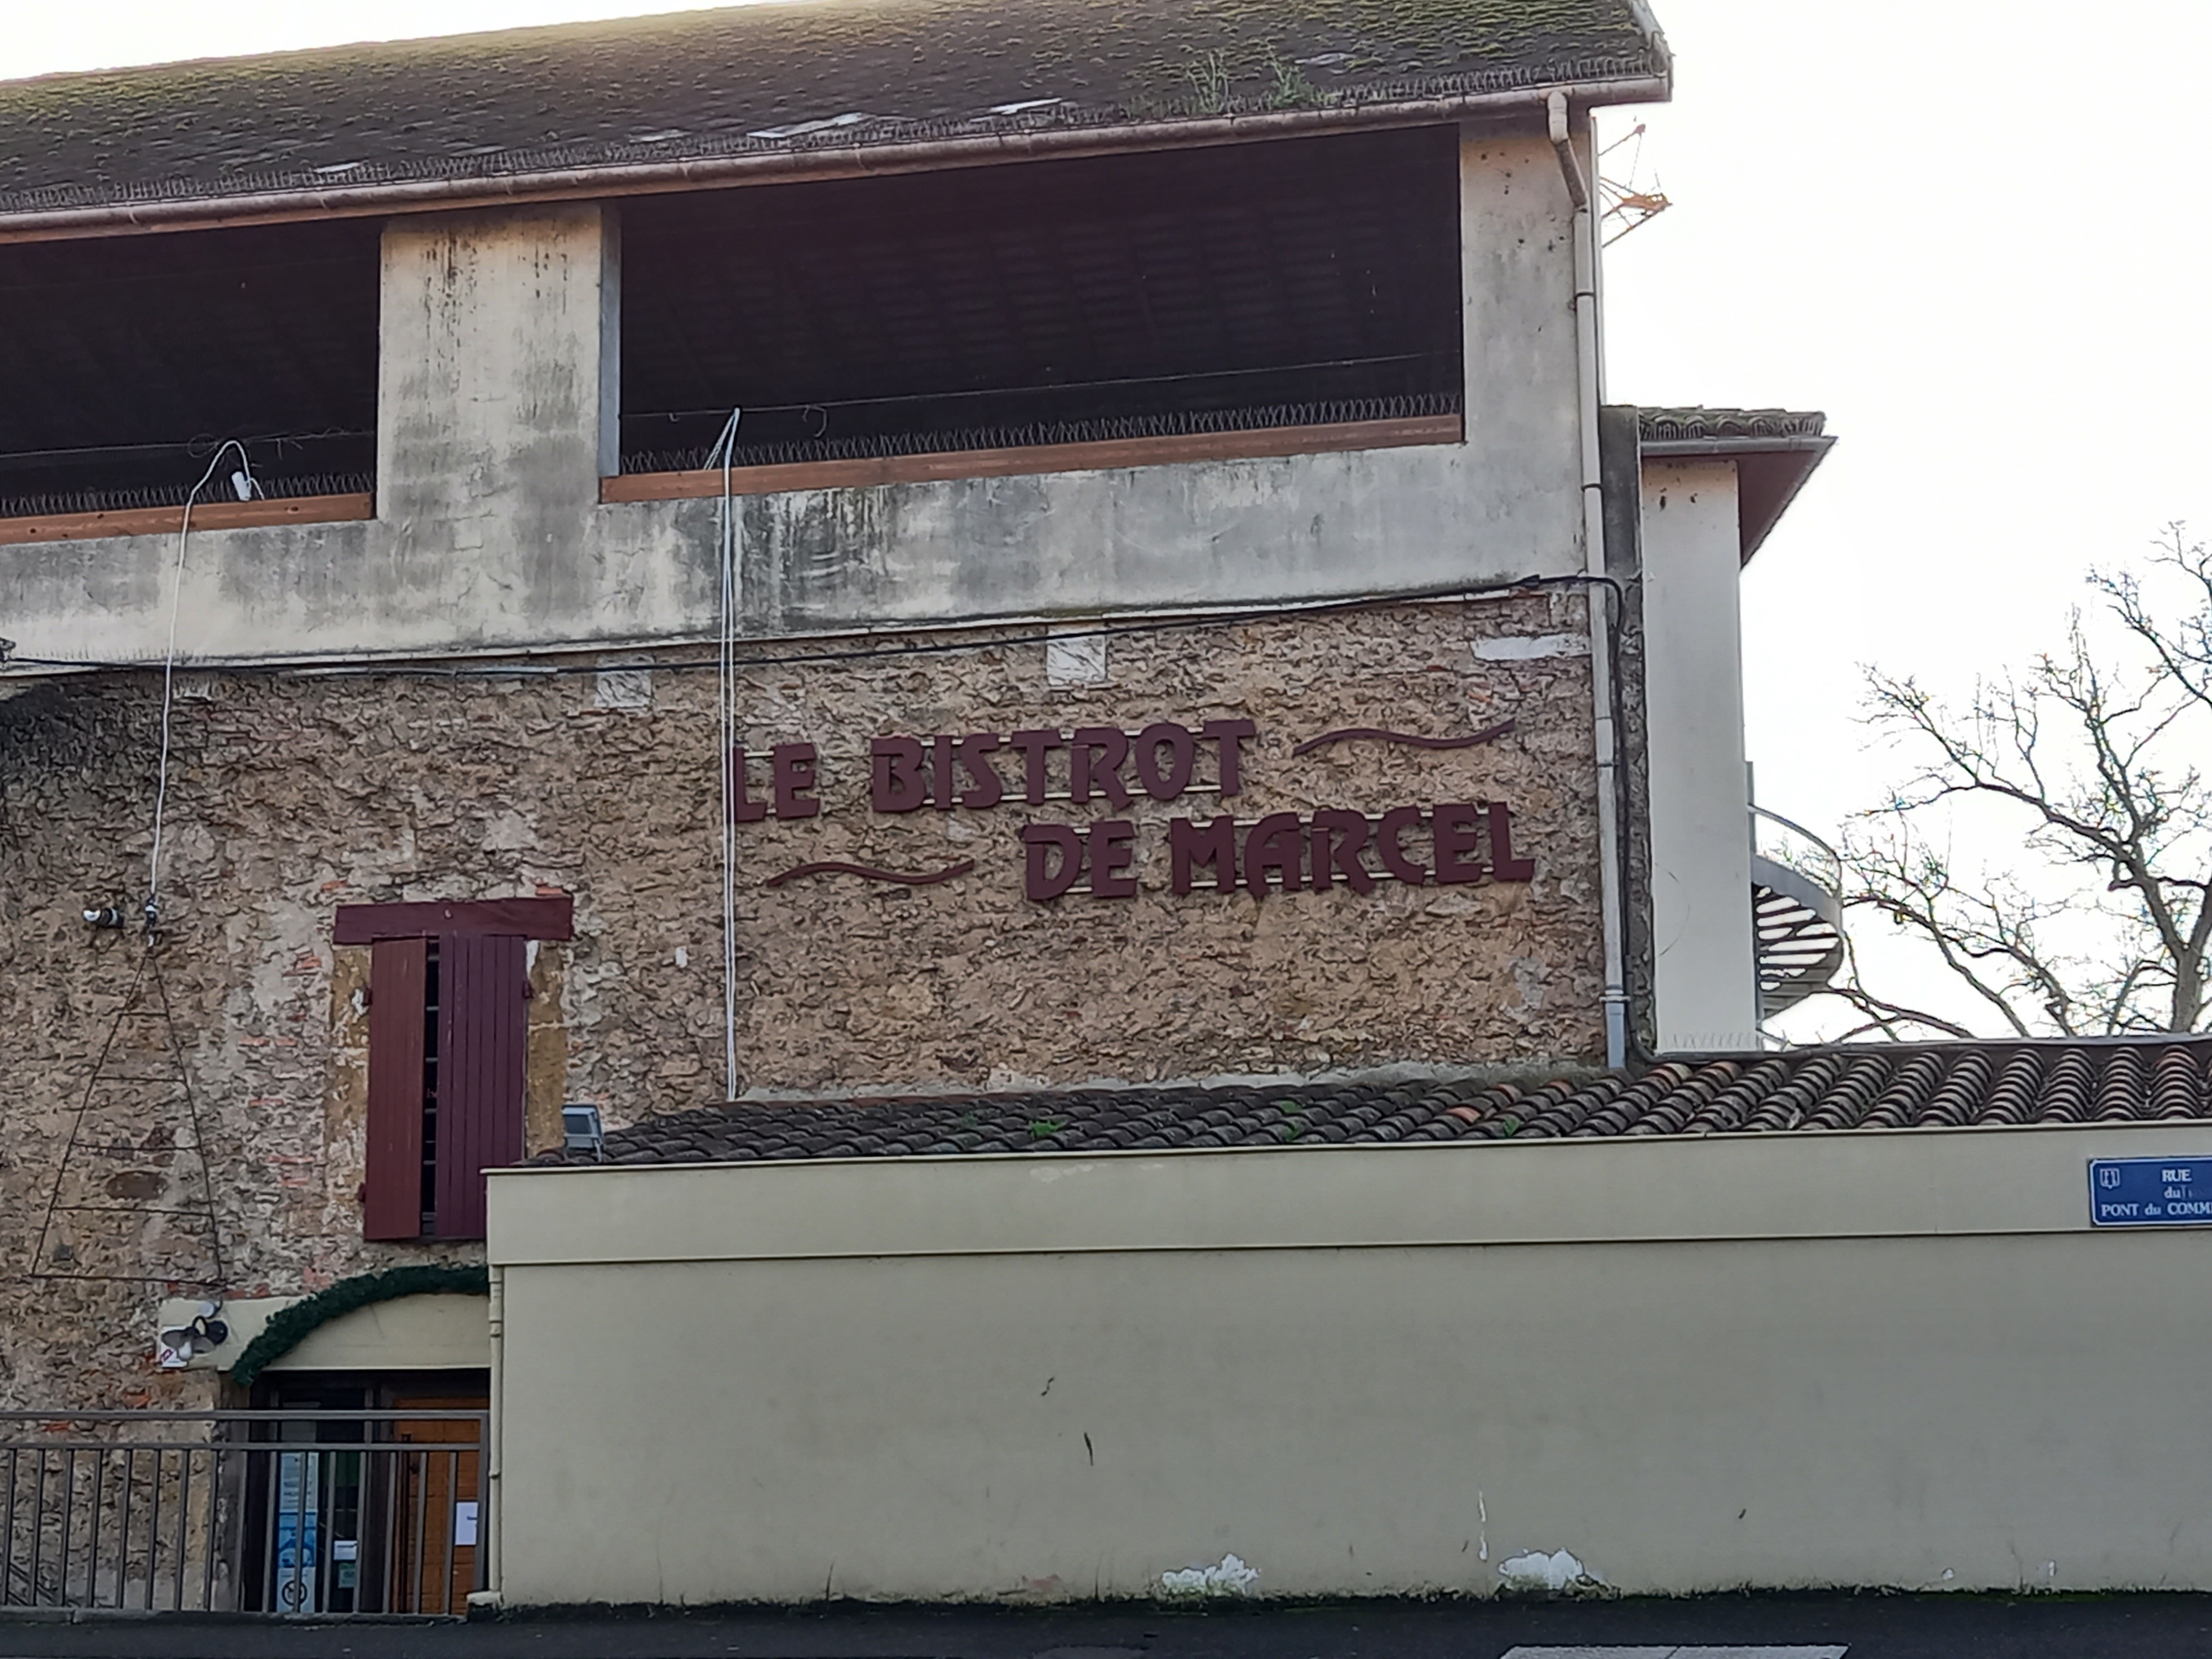 LE BISTROT
DE MARCEL
RUE
du
PONT du COMM